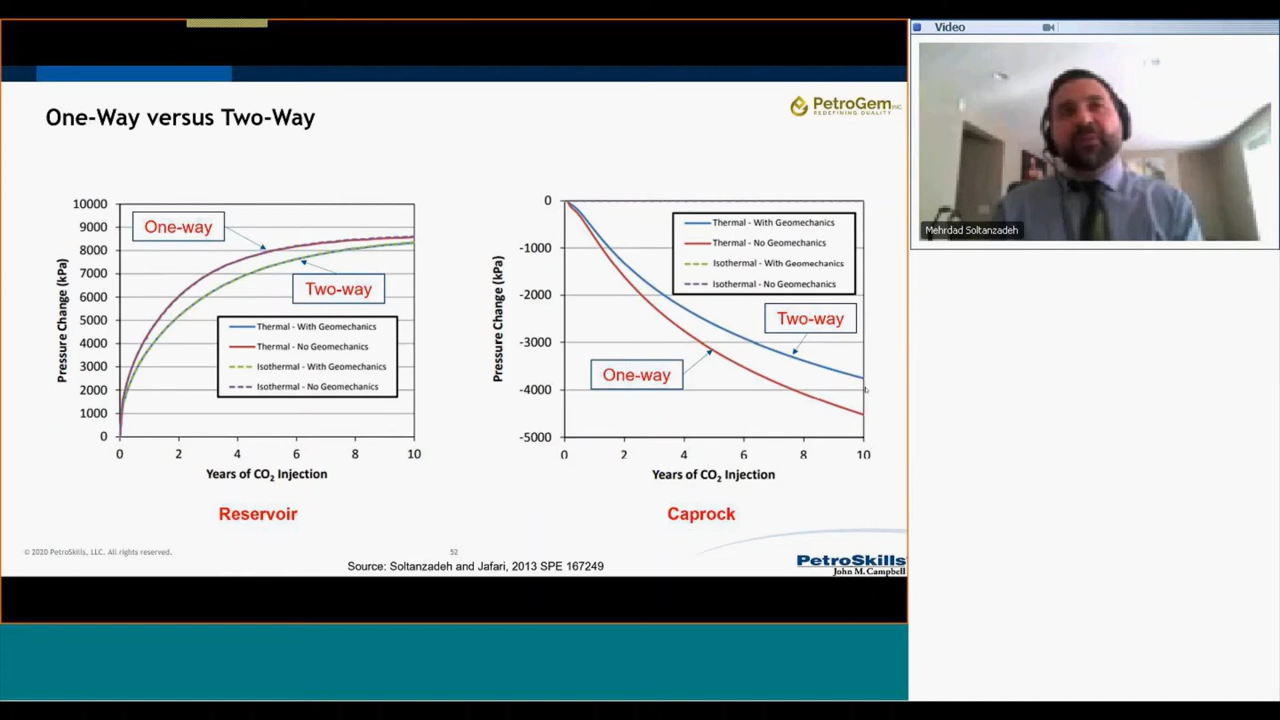 One-Way versus Two-Way
PetroGem INC
REDEFINING QUALITY
Pressure Change (kPa)
10000
9000
8000
7000
6000
5000
4000
3000
2000
1000
0
One-way
Two-way
Thermal - With Geomechanics
Thermal - No Geomechanics
Isothermal - With Geomechanics
Isothermal - No Geomechanics
0 2 4 6 8 10
Years of CO2 Injection
Reservoir
Pressure Change (kPa)
0
-1000
-2000
-3000
-4000
-5000
Thermal - With Geomechanics
Thermal - No Geomechanics
Isothermal - With Geomechanics
Isothermal - No Geomechanics
Two-way
One-way
0 2 4 6 8 10
Years of CO2 Injection
Caprock
© 2020 PetroSkills, LLC. All rights reserved.
52
Source: Soltanzadeh and Jafari, 2013 SPE 167249
PetroSkills
John M. Campbell
Video
Mehrdad Soltanzadeh